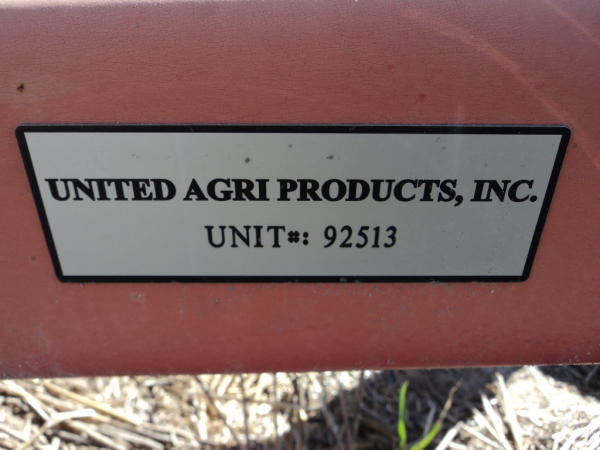 UNITED AGRI PRODUCTS, INC.
UNIT#: 92513